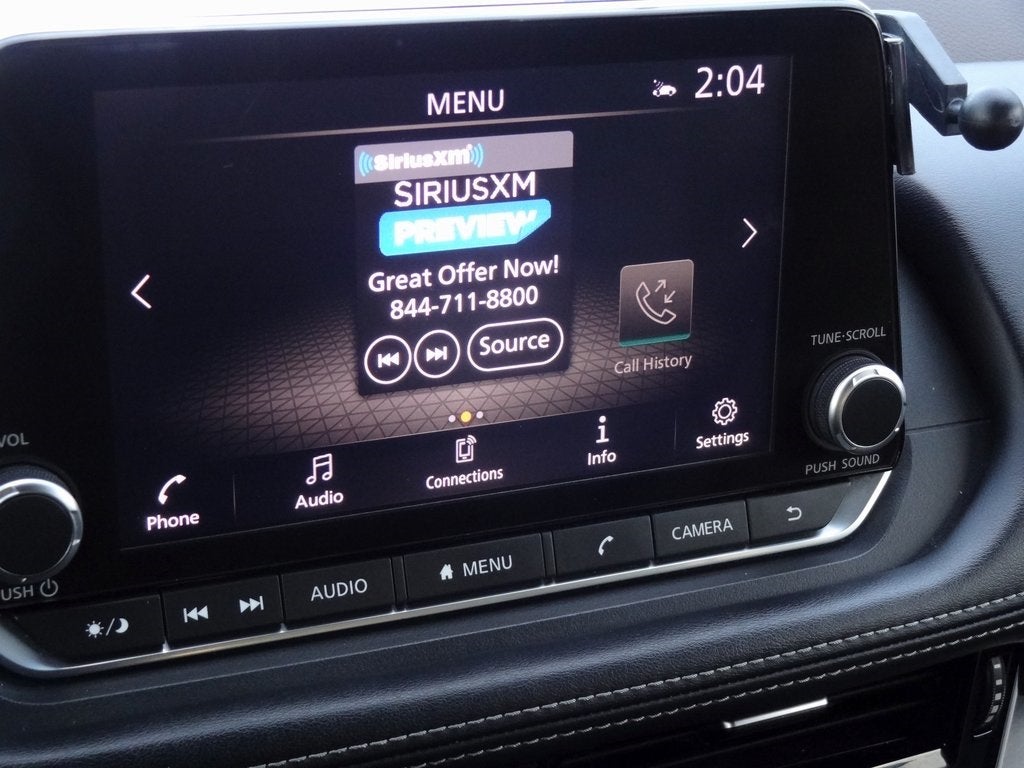 MENU
2:04
SiriusXM
SIRIUSXM
PREVIEW
Great Offer Now!
844-711-8800
Source
Call History
TUNE·SCROLL
VOL
Settings
Info
Connections
Audio
Phone
PUSH SOUND
USH
AUDIO
MENU
CAMERA